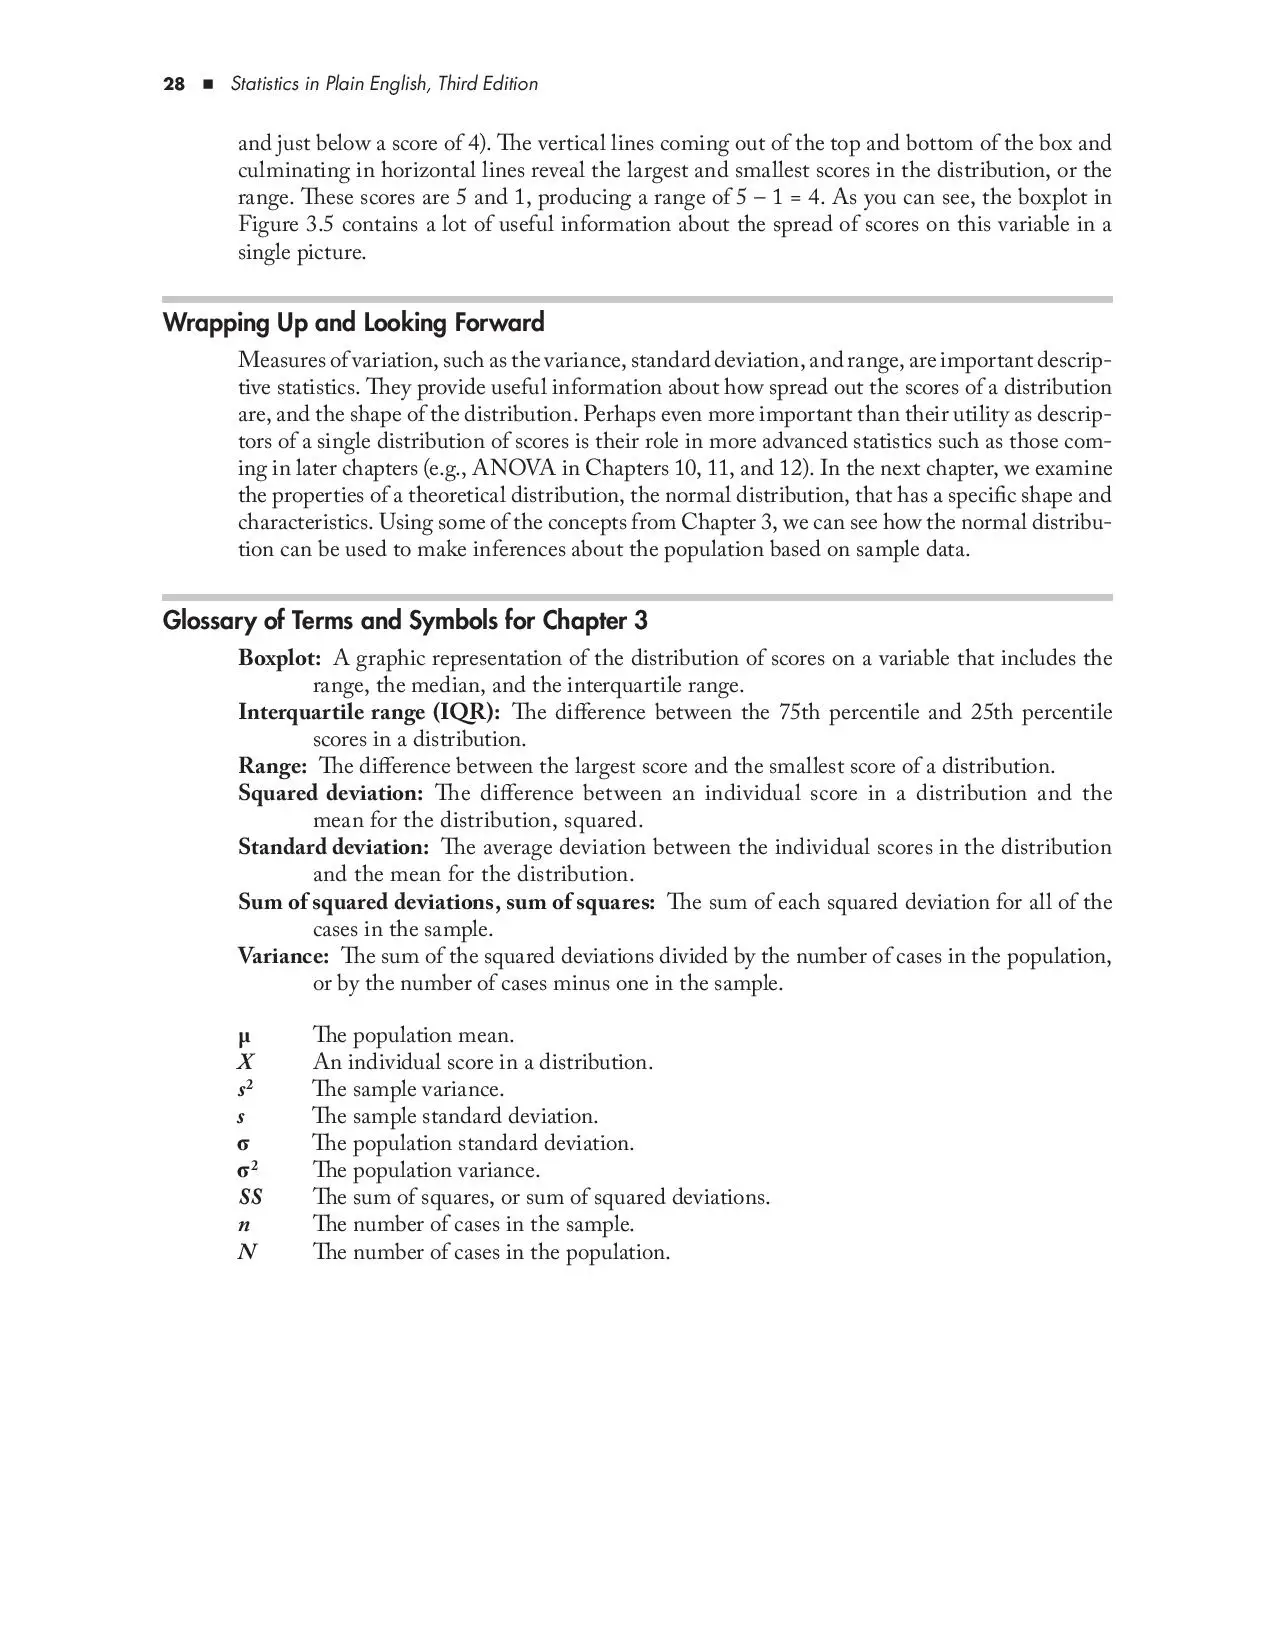 28 ■ Statistics in Plain English, Third Edition
and just below a score of 4). The vertical lines coming out of the top and bottom of the box and
culminating in horizontal lines reveal the largest and smallest scores in the distribution, or the
range. These scores are 5 and 1, producing a range of 5 – 1 = 4. As you can see, the boxplot in
Figure 3.5 contains a lot of useful information about the spread of scores on this variable in a
single picture.
Wrapping Up and Looking Forward
Measures of variation, such as the variance, standard deviation, and range, are important descrip-
tive statistics. They provide useful information about how spread out the scores of a distribution
are, and the shape of the distribution. Perhaps even more important than their utility as descrip-
tors of a single distribution of scores is their role in more advanced statistics such as those com-
ing in later chapters (e.g., ANOVA in Chapters 10, 11, and 12). In the next chapter, we examine
the properties of a theoretical distribution, the normal distribution, that has a specific shape and
characteristics. Using some of the concepts from Chapter 3, we can see how the normal distribu-
tion can be used to make inferences about the population based on sample data.
Glossary of Terms and Symbols for Chapter 3
Boxplot: A graphic representation of the distribution of scores on a variable that includes the
range, the median, and the interquartile range.
Interquartile range (IQR): The difference between the 75th percentile and 25th percentile
scores in a distribution.
Range: The difference between the largest score and the smallest score of a distribution.
Squared deviation: The difference between an individual score in a distribution and the
mean for the distribution, squared.
Standard deviation: The average deviation between the individual scores in the distribution
and the mean for the distribution.
Sum of squared deviations, sum of squares: The sum of each squared deviation for all of the
cases in the sample.
Variance: The sum of the squared deviations divided by the number of cases in the population,
or by the number of cases minus one in the sample.
μ The population mean.
X An individual score in a distribution.
s² The sample variance.
s The sample standard deviation.
σ The population standard deviation.
σ² The population variance.
SS The sum of squares, or sum of squared deviations.
n The number of cases in the sample.
N The number of cases in the population.